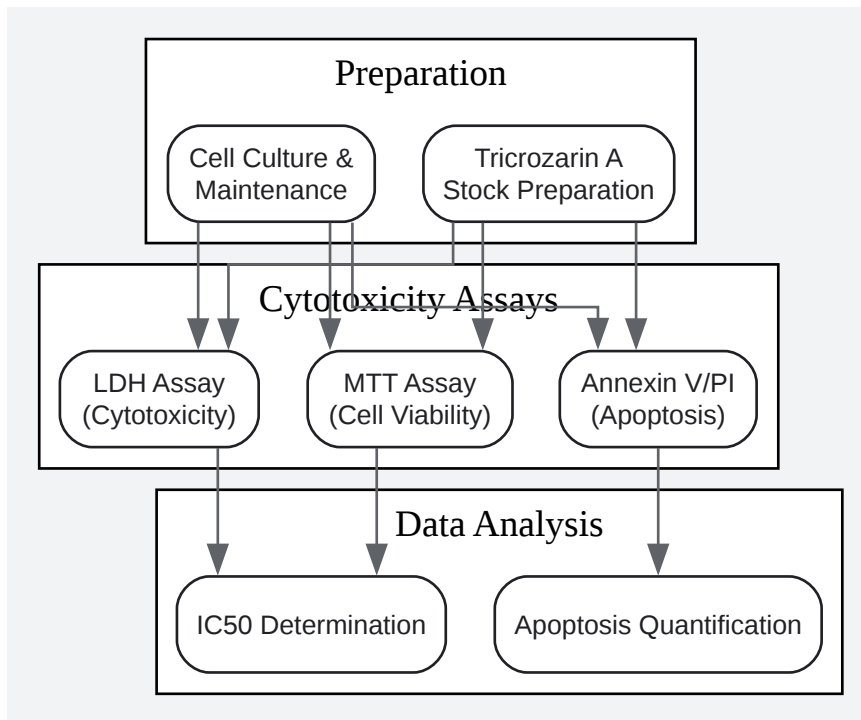 Preparation
Cell Culture &
Maintenance
Tricrozarin A
Stock Preparation
Cytotoxicity Assays
LDH Assay
(Cytotoxicity)
MTT Assay
(Cell Viability)
Annexin V/PI
(Apoptosis)
Data Analysis
IC50 Determination
Apoptosis Quantification